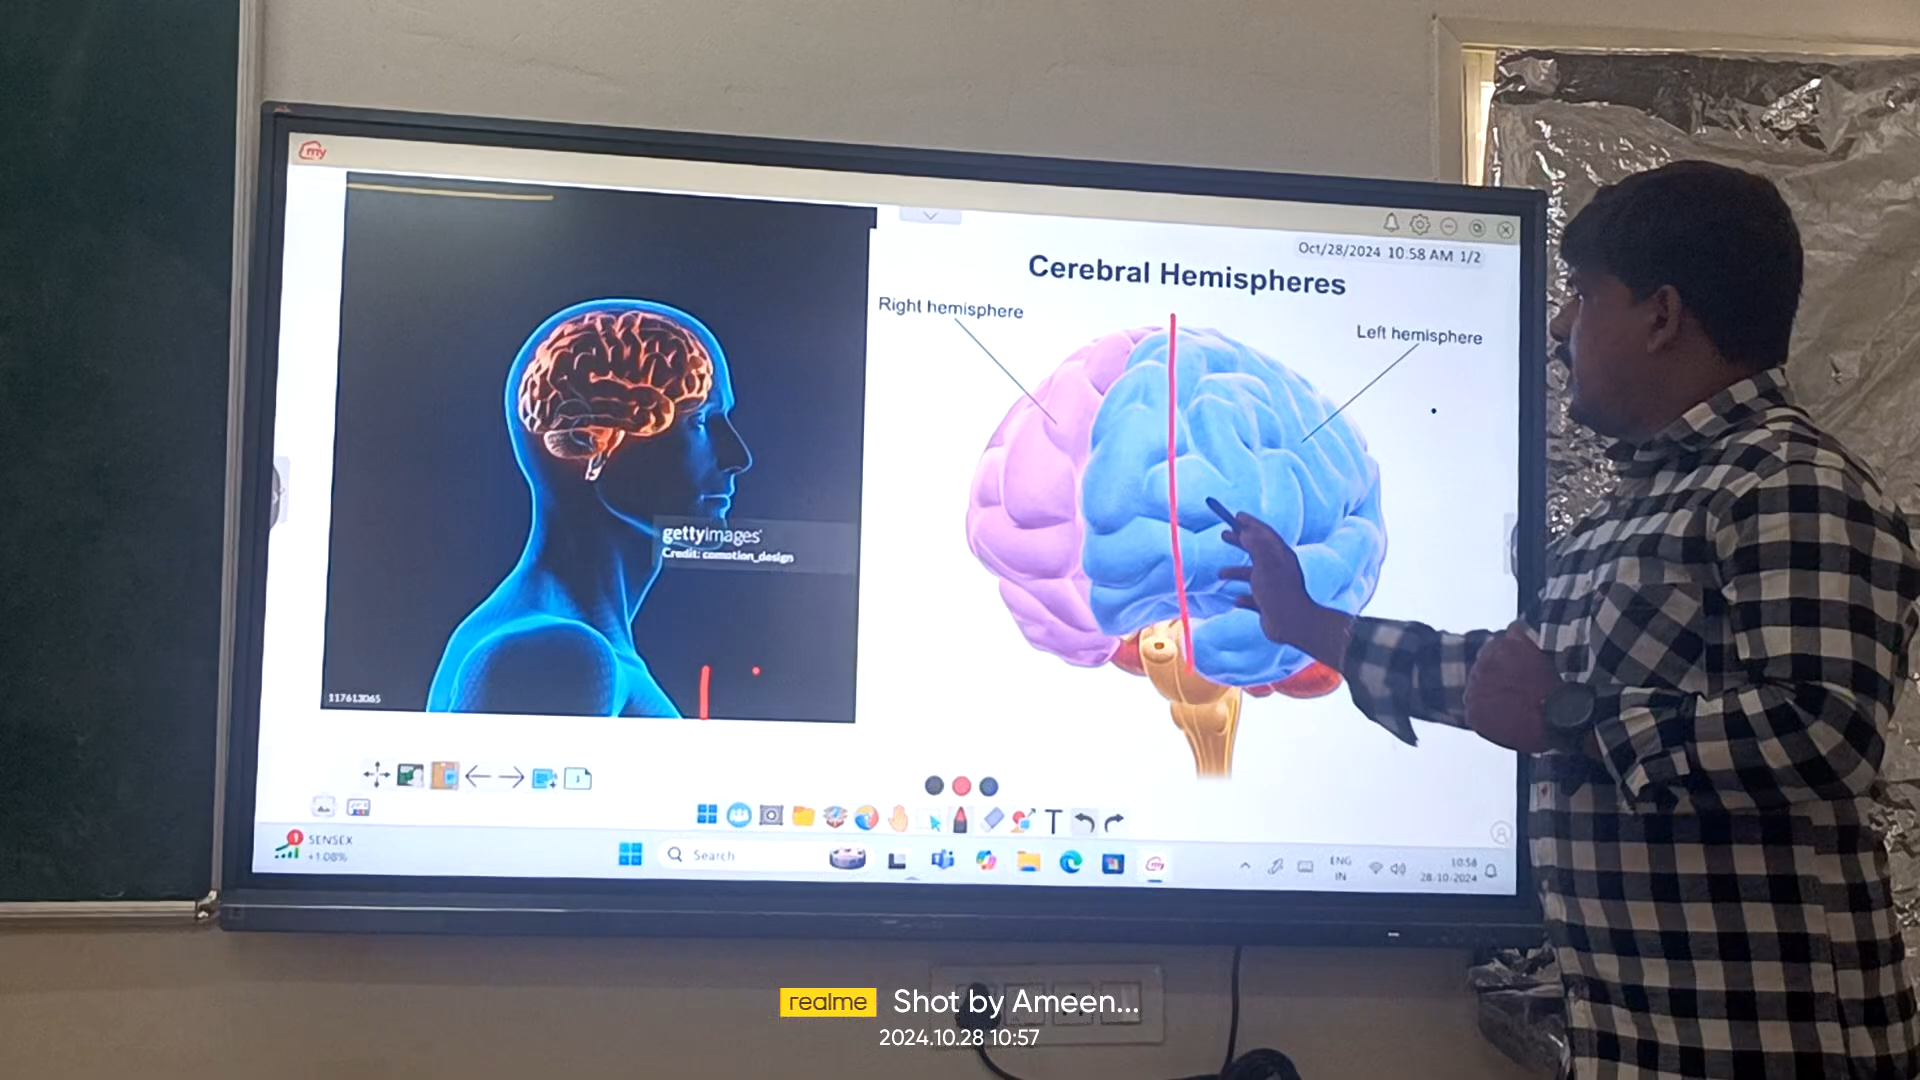 my
Oct/28/2024 10:58 AM 1/2
Cerebral Hemispheres
Right hemisphere
Left hemisphere
gettyimages
Credit: comotion_design
117613065
T
1
SENSEX
+1.08%
Search
ENG
IN
10:58
28-10-2024
realme Shot by Ameen...
2024.10.28 10:57